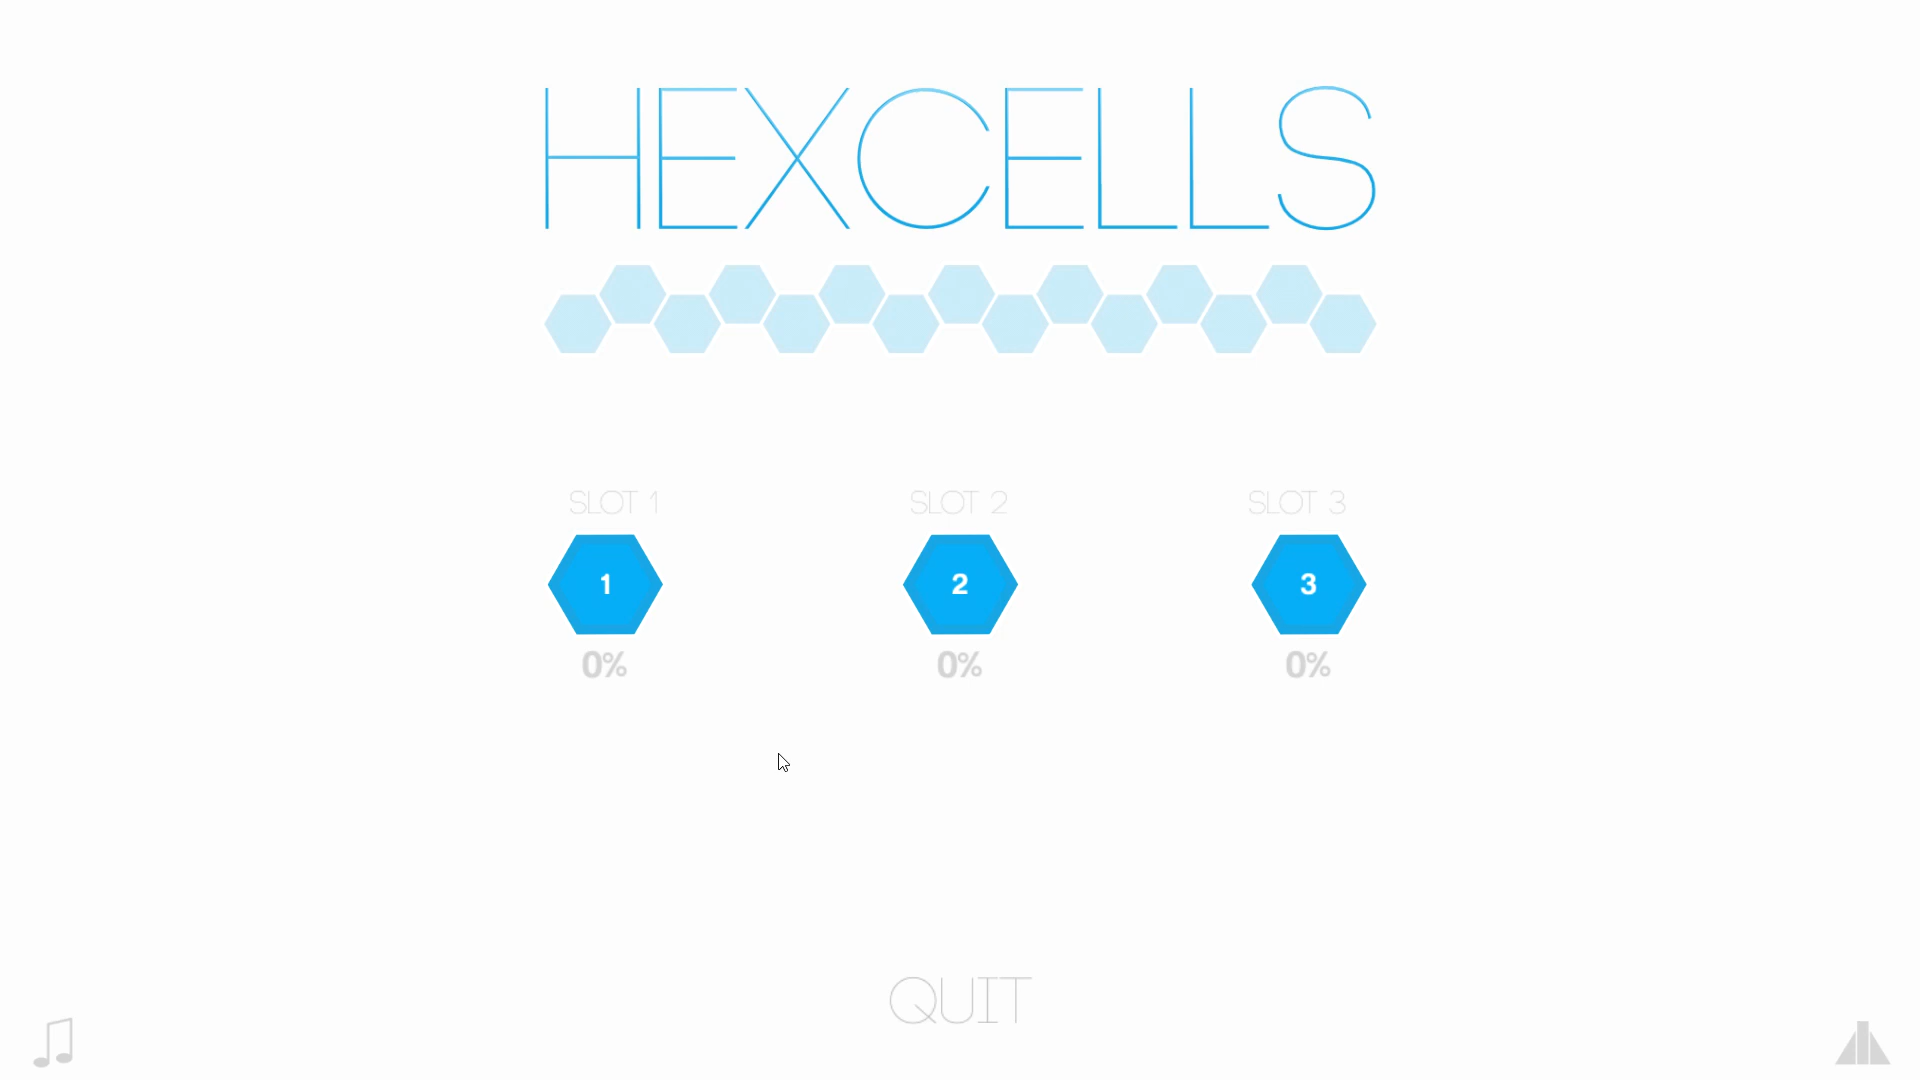 HEXCELLS
SLOT 1 SLOT 2 SLOT 3
1 2 3
0% 0% 0%
QUIT